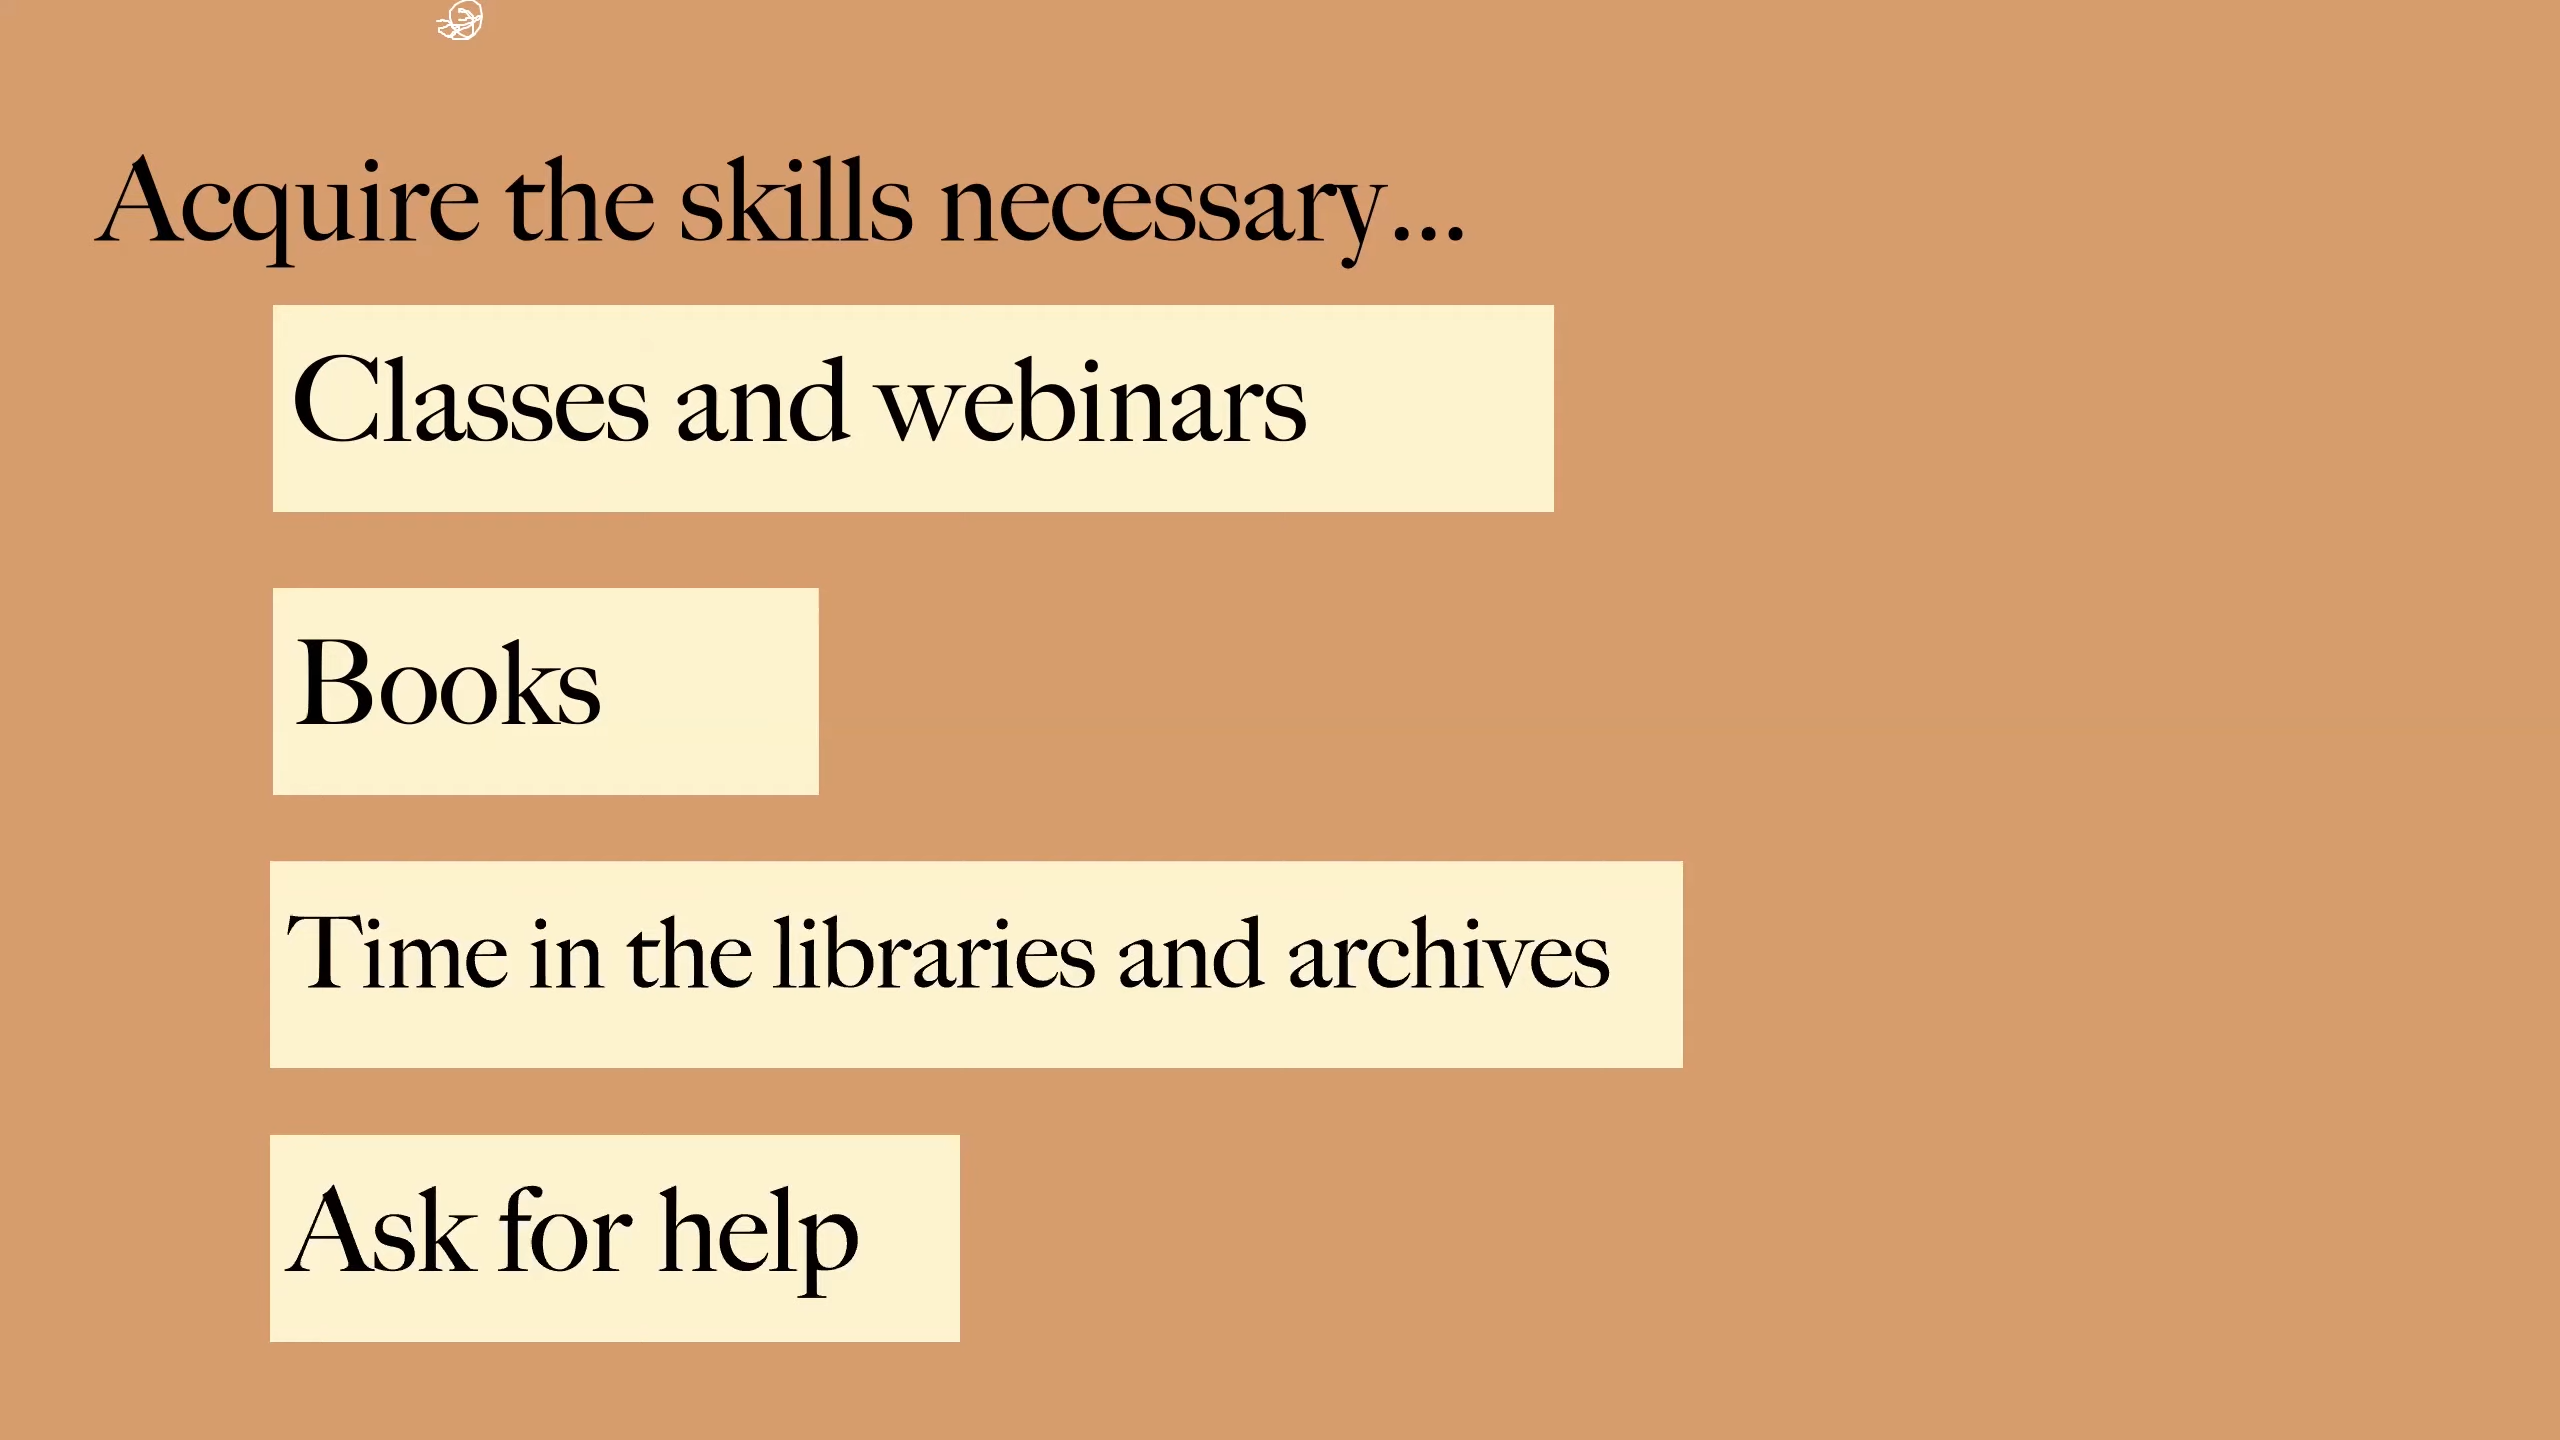 Acquire the skills necessary...
Classes and webinars
Books
Time in the libraries and archives
Ask for help